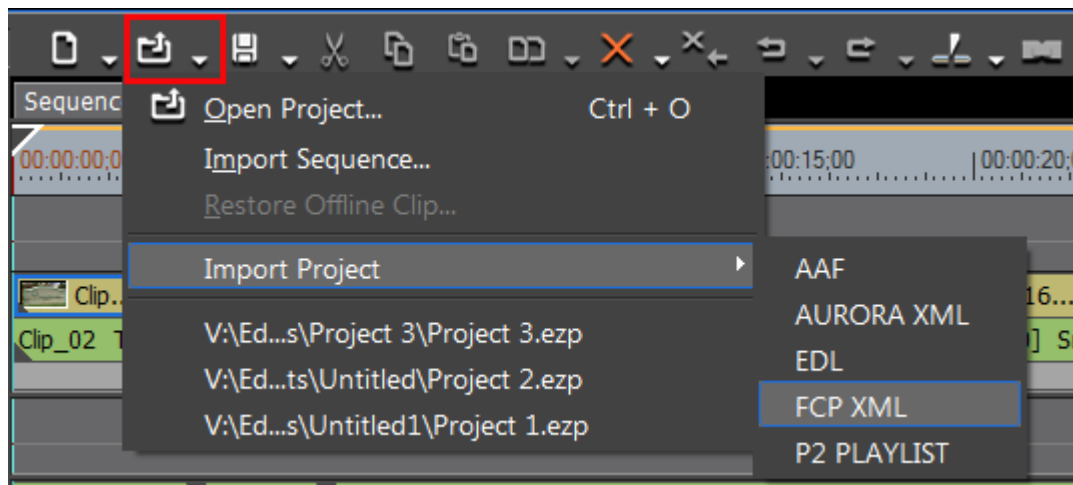 Sequenc
Open Project... Ctrl + O
00:00:00;0
Import Sequence...
:00:15;00
00:00:20;
Restore Offline Clip...
Import Project
AAF
Clip..
16...
V:\Ed...s\Project 3\Project 3.ezp
AURORA XML
Clip_02
V:\Ed...ts\Untitled\Project 2.ezp
EDL
V:\Ed...s\Untitled1\Project 1.ezp
FCP XML
P2 PLAYLIST